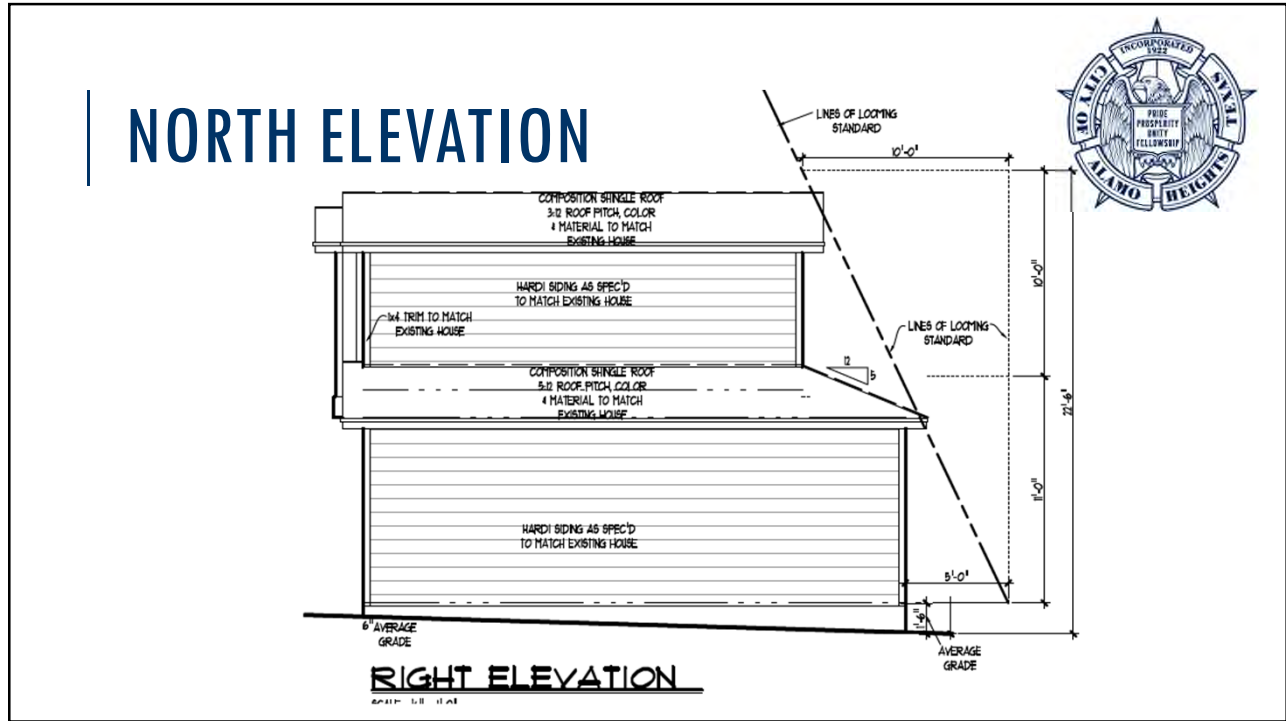 NORTH ELEVATION
CITY OF
ALAMO
HEIGHTS
TEXAS
INCORPORATED
1922
PRIDE
PROSPERITY
UNITY
FELLOWSHIP
LINES OF LOOMING
STANDARD
10'-0"
COMPOSITION SHINGLE ROOF
3:12 ROOF PITCH, COLOR
& MATERIAL TO MATCH
EXISTING HOUSE
10'-0"
HARDI SIDING AS SPEC'D
TO MATCH EXISTING HOUSE
1x4 TRIM TO MATCH
EXISTING HOUSE
LINES OF LOOMING
STANDARD
12
5
COMPOSITION SHINGLE ROOF
5:12 ROOF PITCH, COLOR
& MATERIAL TO MATCH
EXISTING HOUSE
22'-6"
11'-0"
HARDI SIDING AS SPEC'D
TO MATCH EXISTING HOUSE
5'-0"
1'-6"
6" AVERAGE
GRADE
AVERAGE
GRADE
RIGHT ELEVATION